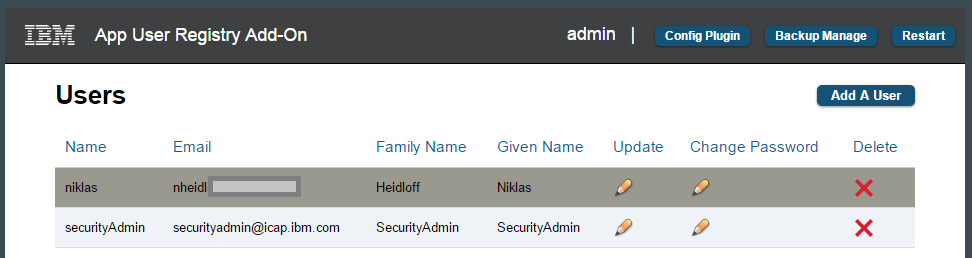 IBM App User Registry Add-On admin | Config Plugin Backup Manage Restart
Users Add A User
Name Email Family Name Given Name Update Change Password Delete
niklas nheidl Heidloff Niklas
securityAdmin securityadmin@icap.ibm.com SecurityAdmin SecurityAdmin